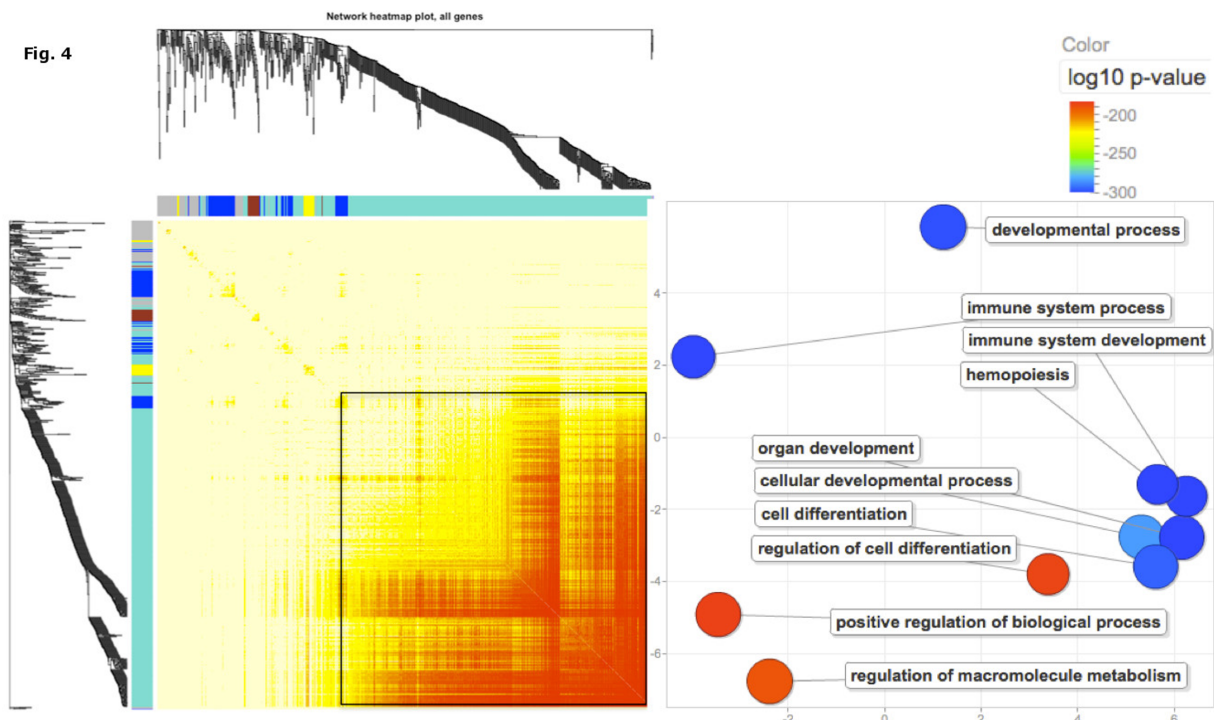 Network heatmap plot, all genes
Fig. 4
Color
log10 p-value
-200
-250
-300
developmental process
immune system process
immune system development
hemopoiesis
organ development
cellular developmental process
cell differentiation
regulation of cell differentiation
positive regulation of biological process
regulation of macromolecule metabolism
4
2
0
-2
-4
-6
-2
0
2
4
6